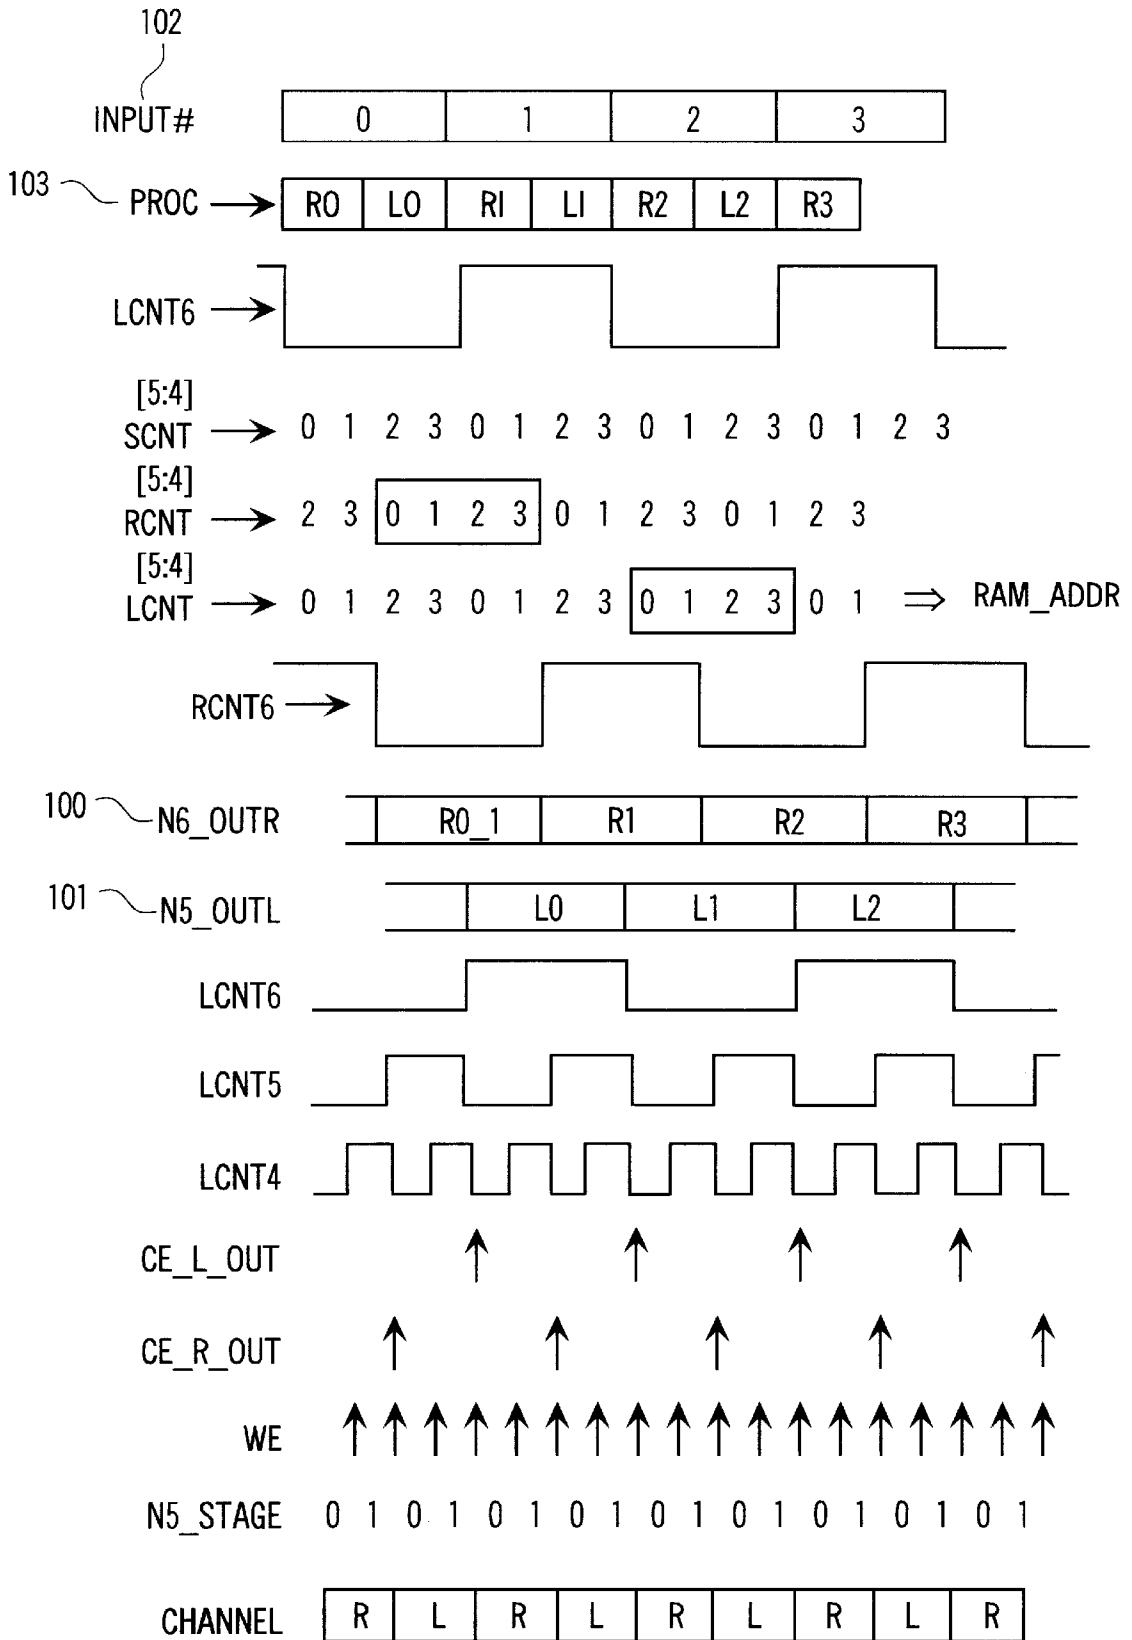 102
INPUT# 0 1 2 3
103 PROC R0 L0 RI LI R2 L2 R3
LCNT6
[5:4]
SCNT 0 1 2 3 0 1 2 3 0 1 2 3 0 1 2 3
[5:4]
RCNT 2 3 0 1 2 3 0 1 2 3 0 1 2 3
[5:4]
LCNT 0 1 2 3 0 1 2 3 0 1 2 3 0 1 ⇒ RAM_ADDR
RCNT6
100 N6_OUTR R0_1 R1 R2 R3
101 N5_OUTL L0 L1 L2
LCNT6
LCNT5
LCNT4
CE_L_OUT
CE_R_OUT
WE
N5_STAGE 0 1 0 1 0 1 0 1 0 1 0 1 0 1 0 1 0 1
CHANNEL R L R L R L R L R